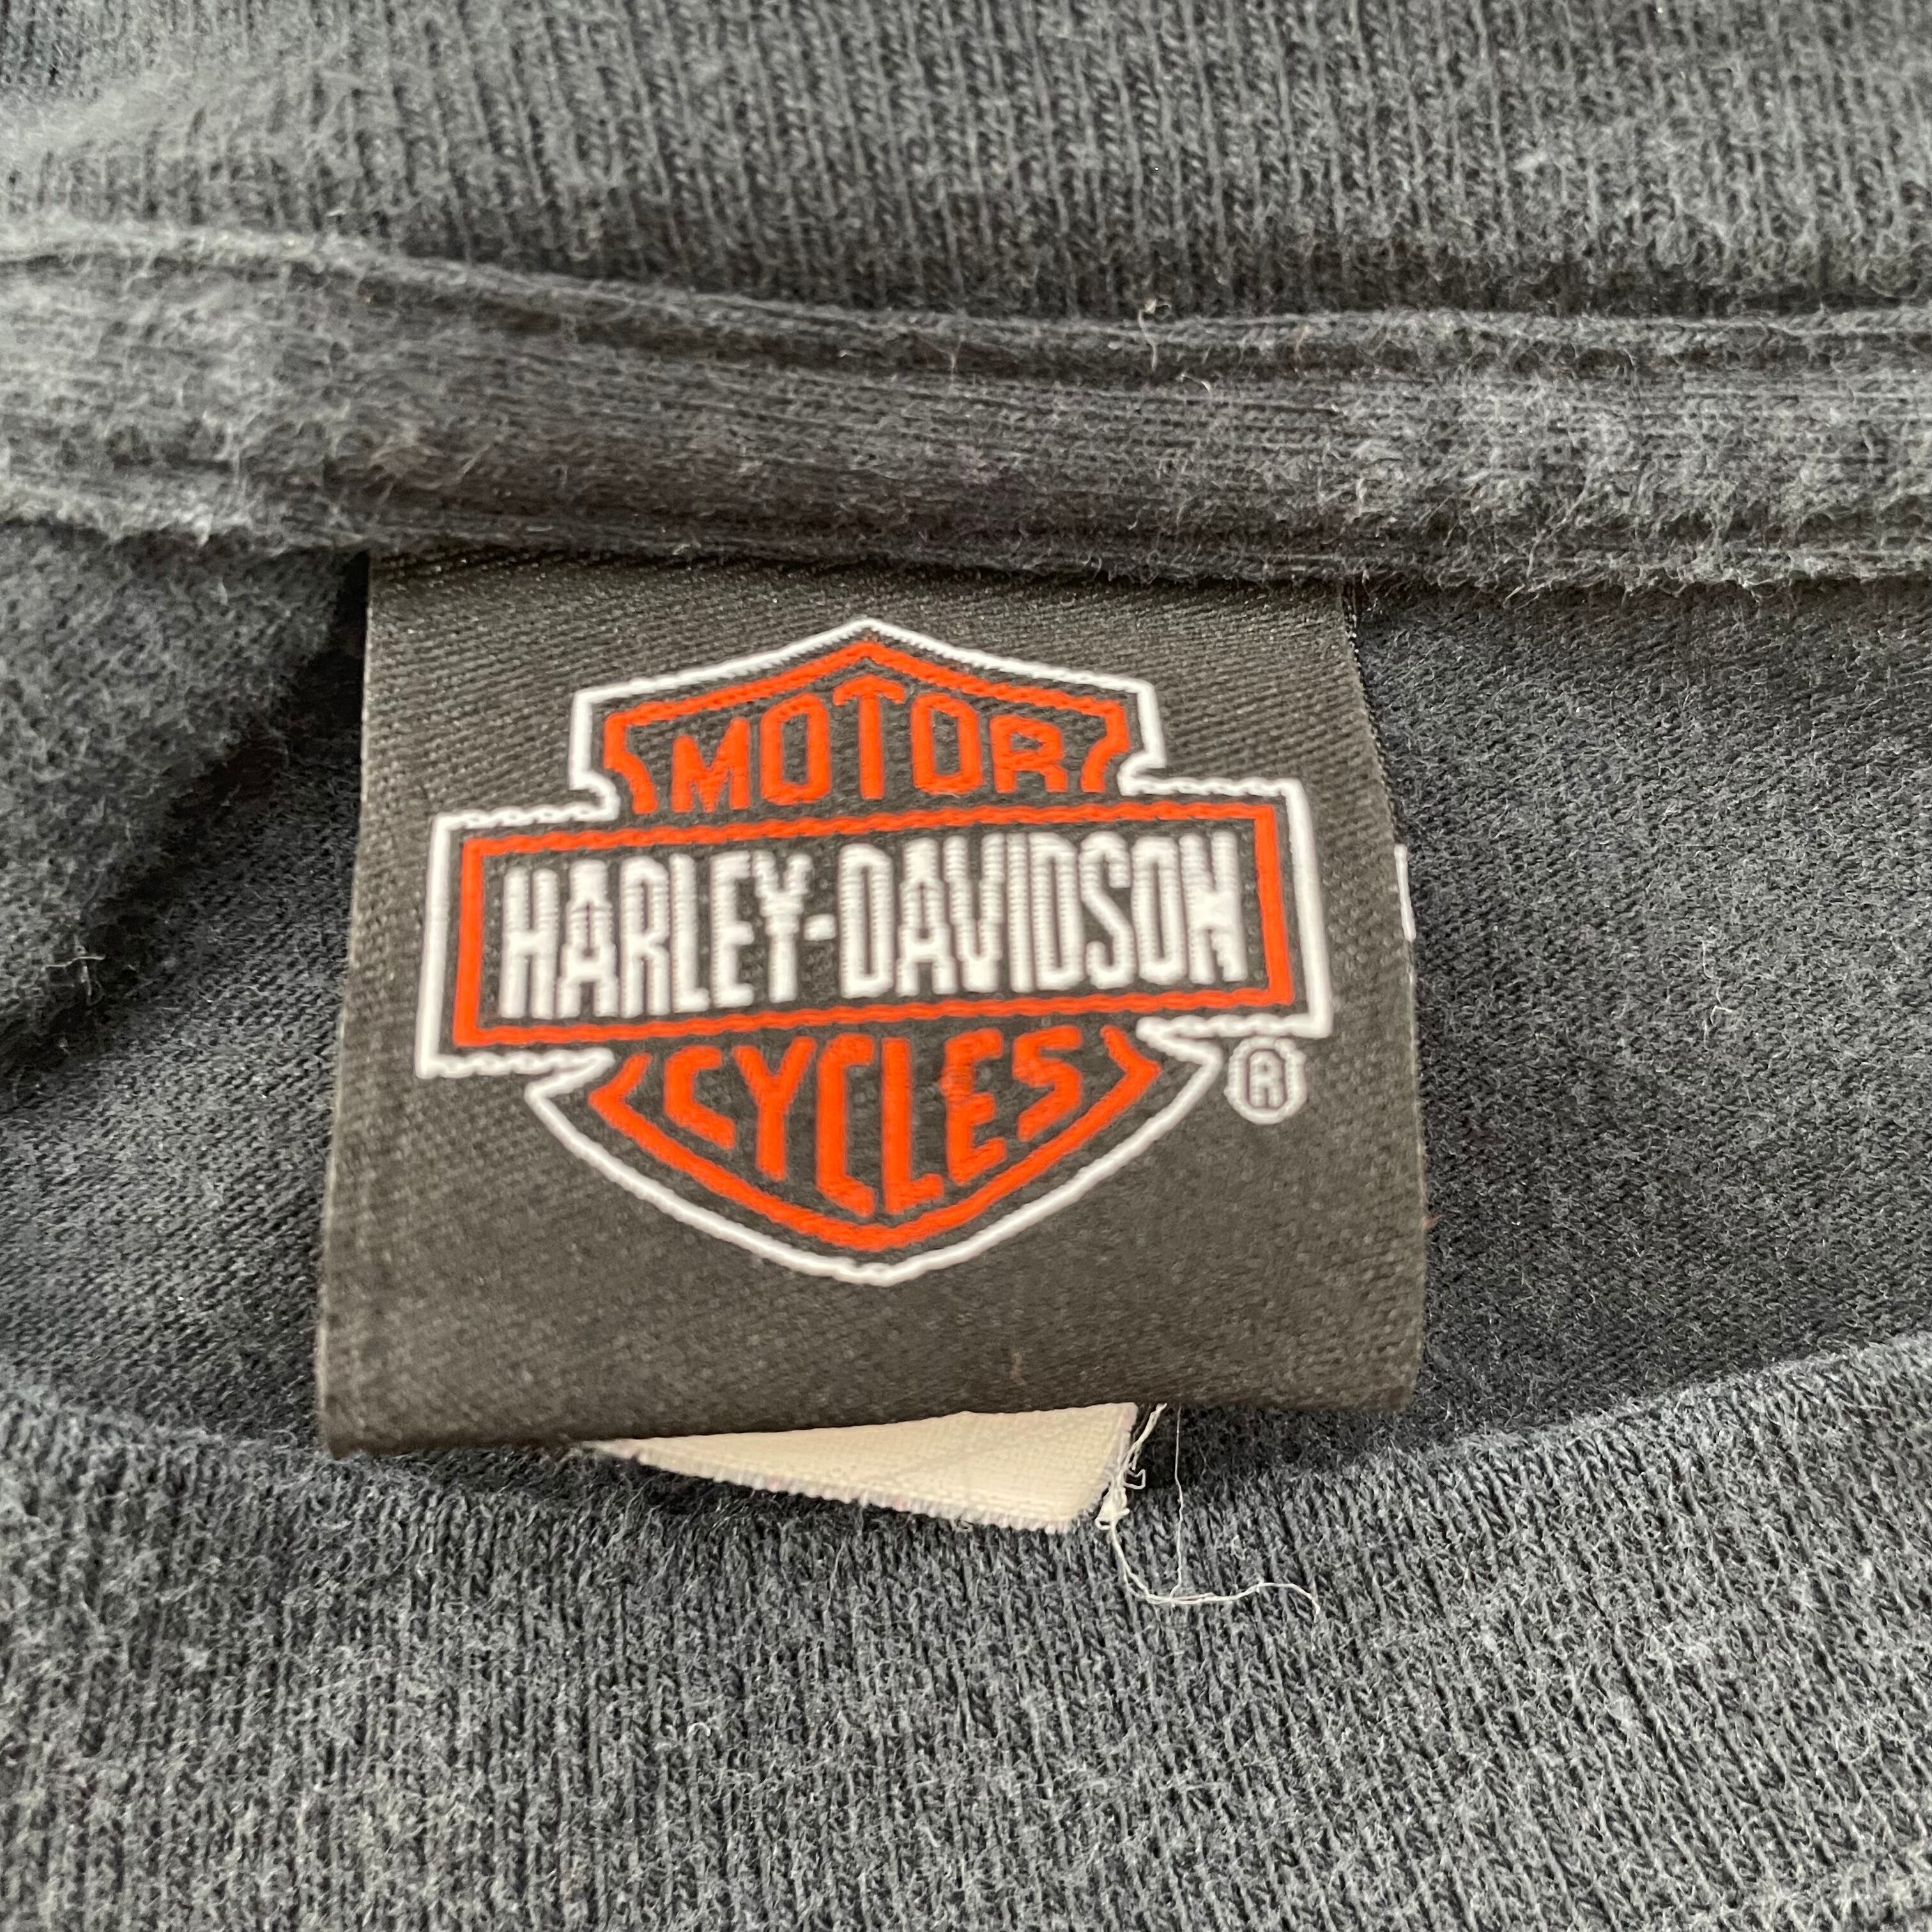 MOTOR
HARLEY-DAVIDSON
CYCLES
®